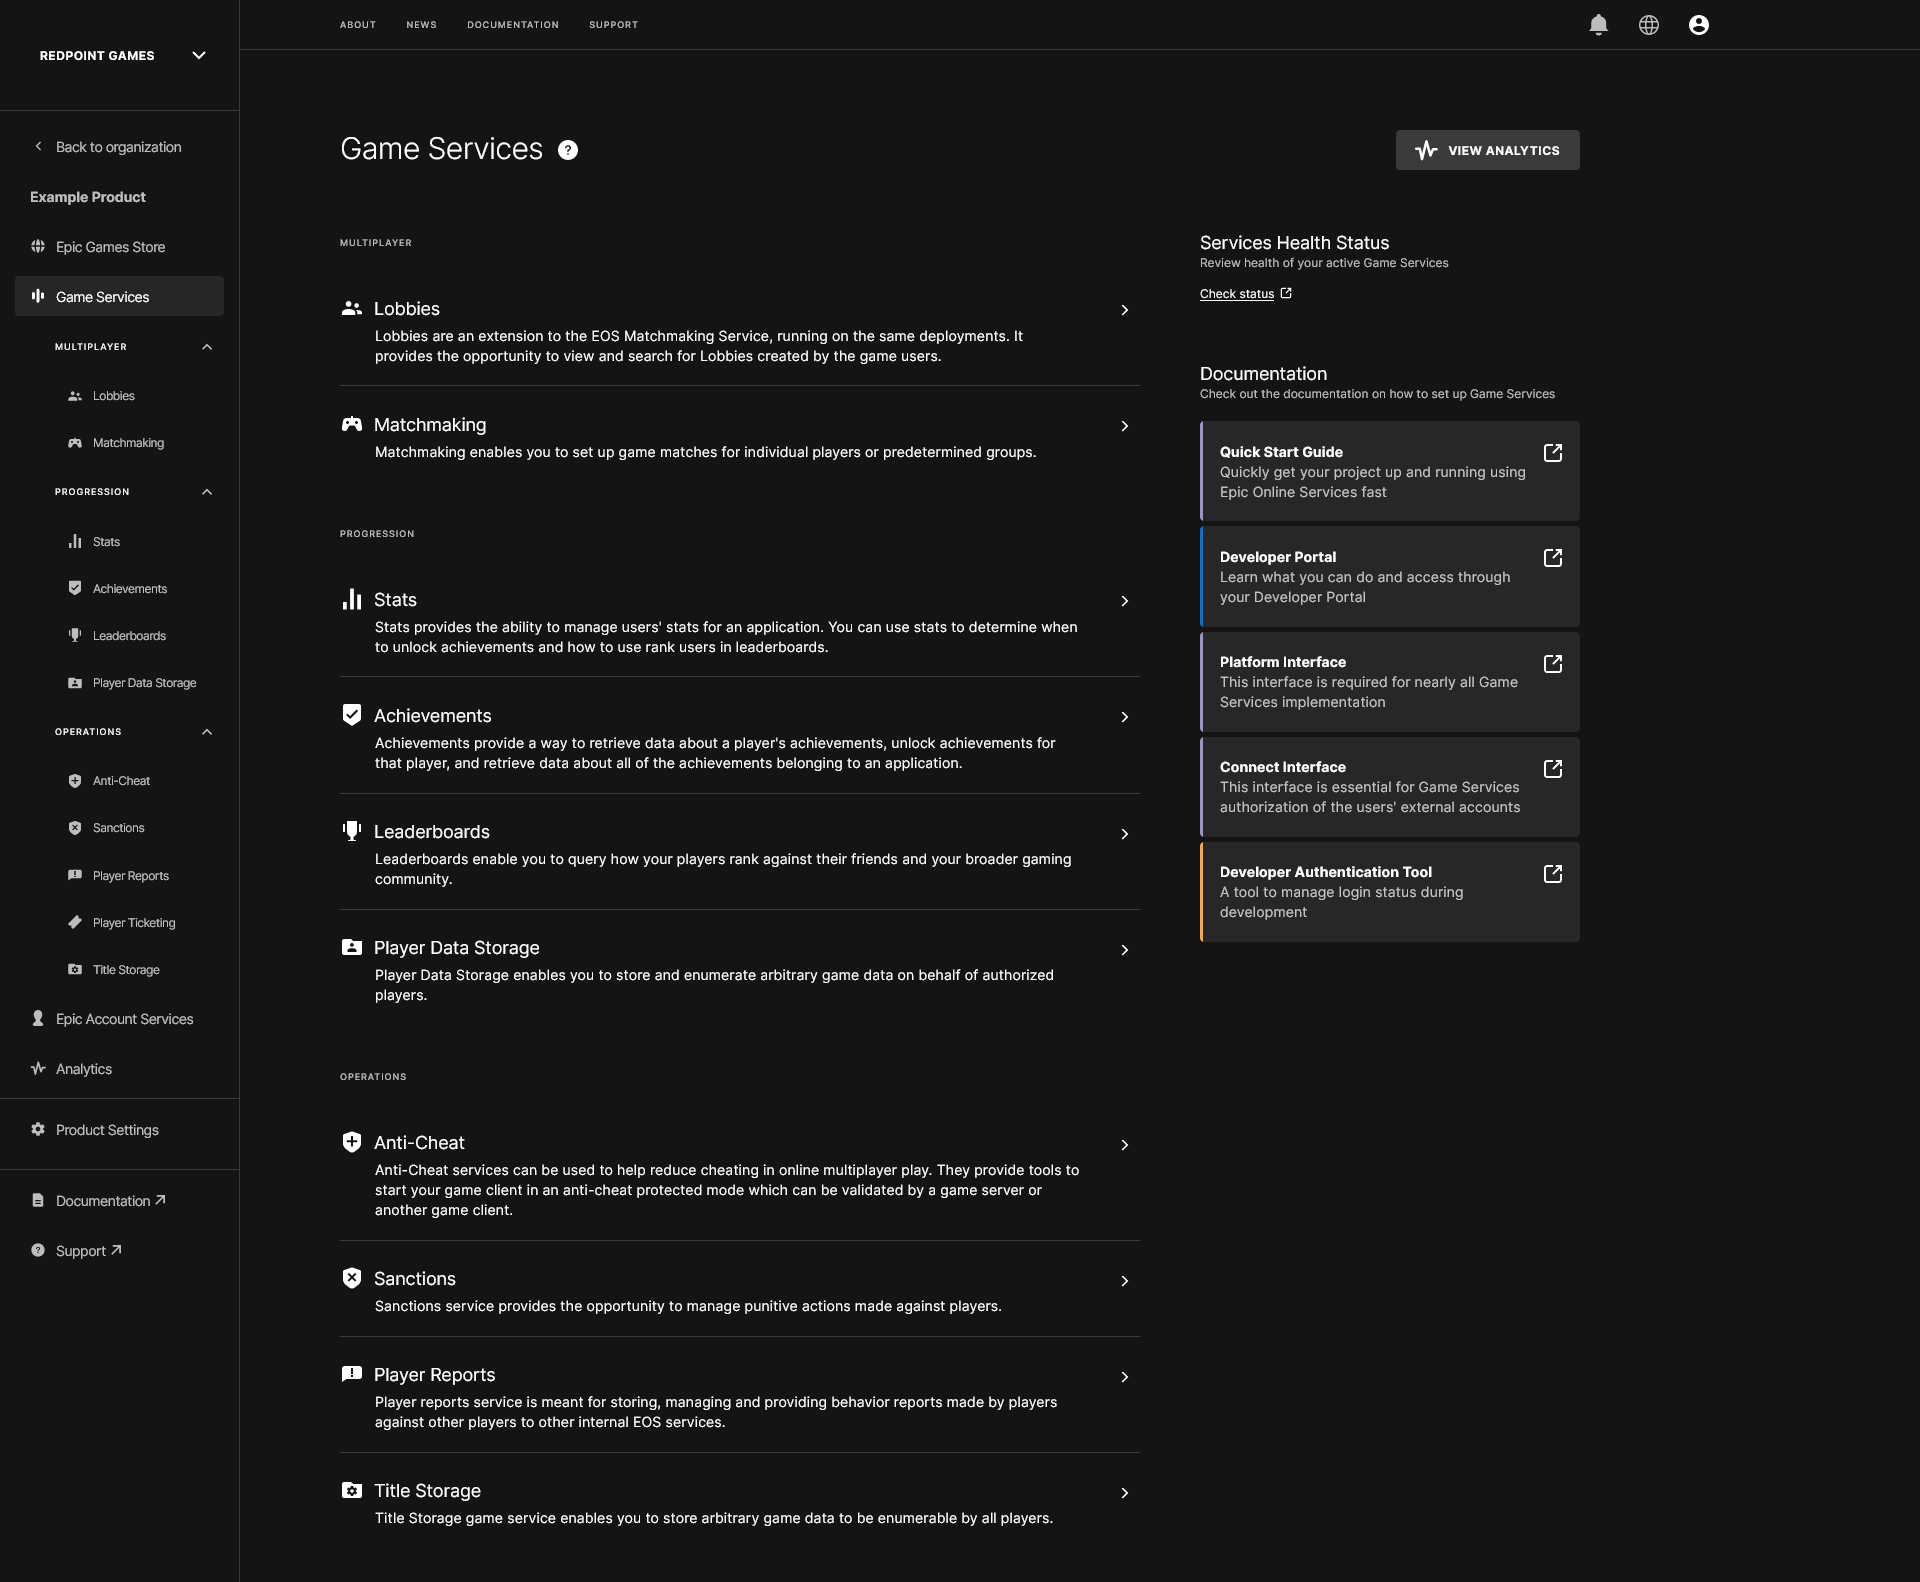 REDPOINT GAMES
Back to organization
Example Product
Epic Games Store
Game Services
MULTIPLAYER
Lobbies
Matchmaking
PROGRESSION
Stats
Achievements
Leaderboards
Player Data Storage
OPERATIONS
Anti-Cheat
Sanctions
Player Reports
Player Ticketing
Title Storage
Epic Account Services
Analytics
Product Settings
Documentation
Support
ABOUT NEWS DOCUMENTATION SUPPORT
Game Services
VIEW ANALYTICS
MULTIPLAYER
Lobbies
Lobbies are an extension to the EOS Matchmaking Service, running on the same deployments. It
provides the opportunity to view and search for Lobbies created by the game users.
Matchmaking
Matchmaking enables you to set up game matches for individual players or predetermined groups.
PROGRESSION
Stats
Stats provides the ability to manage users' stats for an application. You can use stats to determine when
to unlock achievements and how to use rank users in leaderboards.
Achievements
Achievements provide a way to retrieve data about a player's achievements, unlock achievements for
that player, and retrieve data about all of the achievements belonging to an application.
Leaderboards
Leaderboards enable you to query how your players rank against their friends and your broader gaming
community.
Player Data Storage
Player Data Storage enables you to store and enumerate arbitrary game data on behalf of authorized
players.
OPERATIONS
Anti-Cheat
Anti-Cheat services can be used to help reduce cheating in online multiplayer play. They provide tools to
start your game client in an anti-cheat protected mode which can be validated by a game server or
another game client.
Sanctions
Sanctions service provides the opportunity to manage punitive actions made against players.
Player Reports
Player reports service is meant for storing, managing and providing behavior reports made by players
against other players to other internal EOS services.
Title Storage
Title Storage game service enables you to store arbitrary game data to be enumerable by all players.
Services Health Status
Review health of your active Game Services
Check status
Documentation
Check out the documentation on how to set up Game Services
Quick Start Guide
Quickly get your project up and running using
Epic Online Services fast
Developer Portal
Learn what you can do and access through
your Developer Portal
Platform Interface
This interface is required for nearly all Game
Services implementation
Connect Interface
This interface is essential for Game Services
authorization of the users' external accounts
Developer Authentication Tool
A tool to manage login status during
development